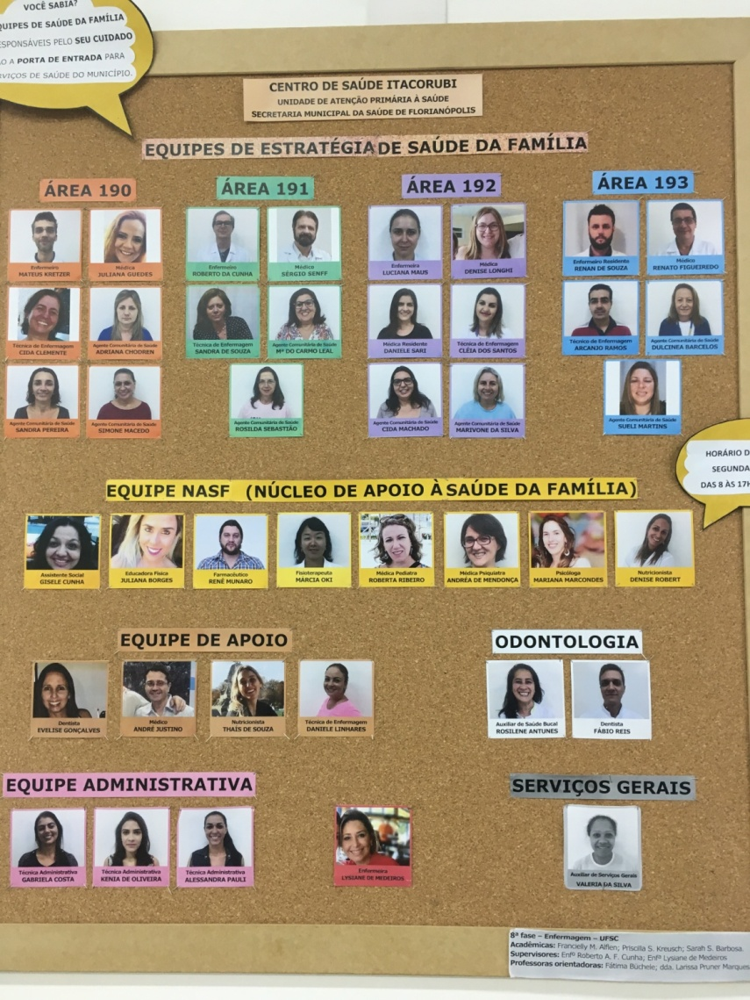 VOCÊ SABIA?
EQUIPES DE SAÚDE DA FAMÍLIA
RESPONSÁVEIS PELO SEU CUIDADO
A PORTA DE ENTRADA PARA
SERVIÇOS DE SAÚDE DO MUNICÍPIO.
CENTRO DE SAÚDE ITACORUBI
UNIDADE DE ATENÇÃO PRIMÁRIA À SAÚDE
SECRETARIA MUNICIPAL DA SAÚDE DE FLORIANÓPOLIS
EQUIPES DE ESTRATÉGIA DE SAÚDE DA FAMÍLIA
ÁREA 190
Enfermeiro
MATEUS KRETZER
Médica
JULIANA GUEDES
Técnica de Enfermagem
CIDA CLEMENTE
Agente Comunitária de Saúde
ADRIANA CHODREN
Agente Comunitária de Saúde
SANDRA PEREIRA
Agente Comunitária de Saúde
SIMONE MACEDO
ÁREA 191
Enfermeiro
ROBERTO DA CUNHA
Médico
SÉRGIO SENFF
Técnica de Enfermagem
SANDRA DE SOUZA
Agente Comunitária de Saúde
Mª DO CARMO LEAL
Agente Comunitária de Saúde
ROSILDA SEBASTIÃO
ÁREA 192
Enfermeira
LUCIANA MAUS
Médica
DENISE LONGHI
Médica Residente
DANIELE SARI
Técnica de Enfermagem
CLÉIA DOS SANTOS
Agente Comunitária de Saúde
CIDA MACHADO
Agente Comunitária de Saúde
MARIVONE DA SILVA
ÁREA 193
Enfermeiro Residente
RENAN DE SOUZA
Médico
RENATO FIGUEIREDO
Técnico de Enfermagem
ARCANJO RAMOS
Agente Comunitária de Saúde
DULCINEA BARCELOS
Agente Comunitária de Saúde
SUELI MARTINS
HORÁRIO D
SEGUNDA
DAS 8 ÀS 17H
EQUIPE NASF (NÚCLEO DE APOIO À SAÚDE DA FAMÍLIA)
Assistente Social
GISELE CUNHA
Educadora Física
JULIANA BORGES
Farmacêutico
RENÊ MUNARO
Fisioterapeuta
MÁRCIA OKI
Médica Pediatra
ROBERTA RIBEIRO
Médica Psiquiatra
ANDRÉA DE MENDONÇA
Psicóloga
MARIANA MARCONDES
Nutricionista
DENISE ROBERT
EQUIPE DE APOIO
Dentista
EVELISE GONÇALVES
Médico
ANDRÉ JUSTINO
Nutricionista
THAÍS DE SOUZA
Técnica de Enfermagem
DANIELE LINHARES
ODONTOLOGIA
Auxiliar de Saúde Bucal
ROSILENE ANTUNES
Dentista
FÁBIO REIS
EQUIPE ADMINISTRATIVA
Técnica Administrativa
GABRIELA COSTA
Técnica Administrativa
KENIA DE OLIVEIRA
Técnica Administrativa
ALESSANDRA PAULI
Enfermeira
LYSIANE DE MEDEIROS
SERVIÇOS GERAIS
Auxiliar de Serviços Gerais
VALERIA DA SILVA
8ª fase – Enfermagem – UFSC
Acadêmicas: Francielly M. Alflen; Priscilla S. Kreusch; Sarah S. Barbosa.
Supervisores: Enfº Roberto A. F. Cunha; Enfª Lysiane de Medeiros
Professoras orientadoras: Fátima Büchele; dda. Larissa Pruner Marques